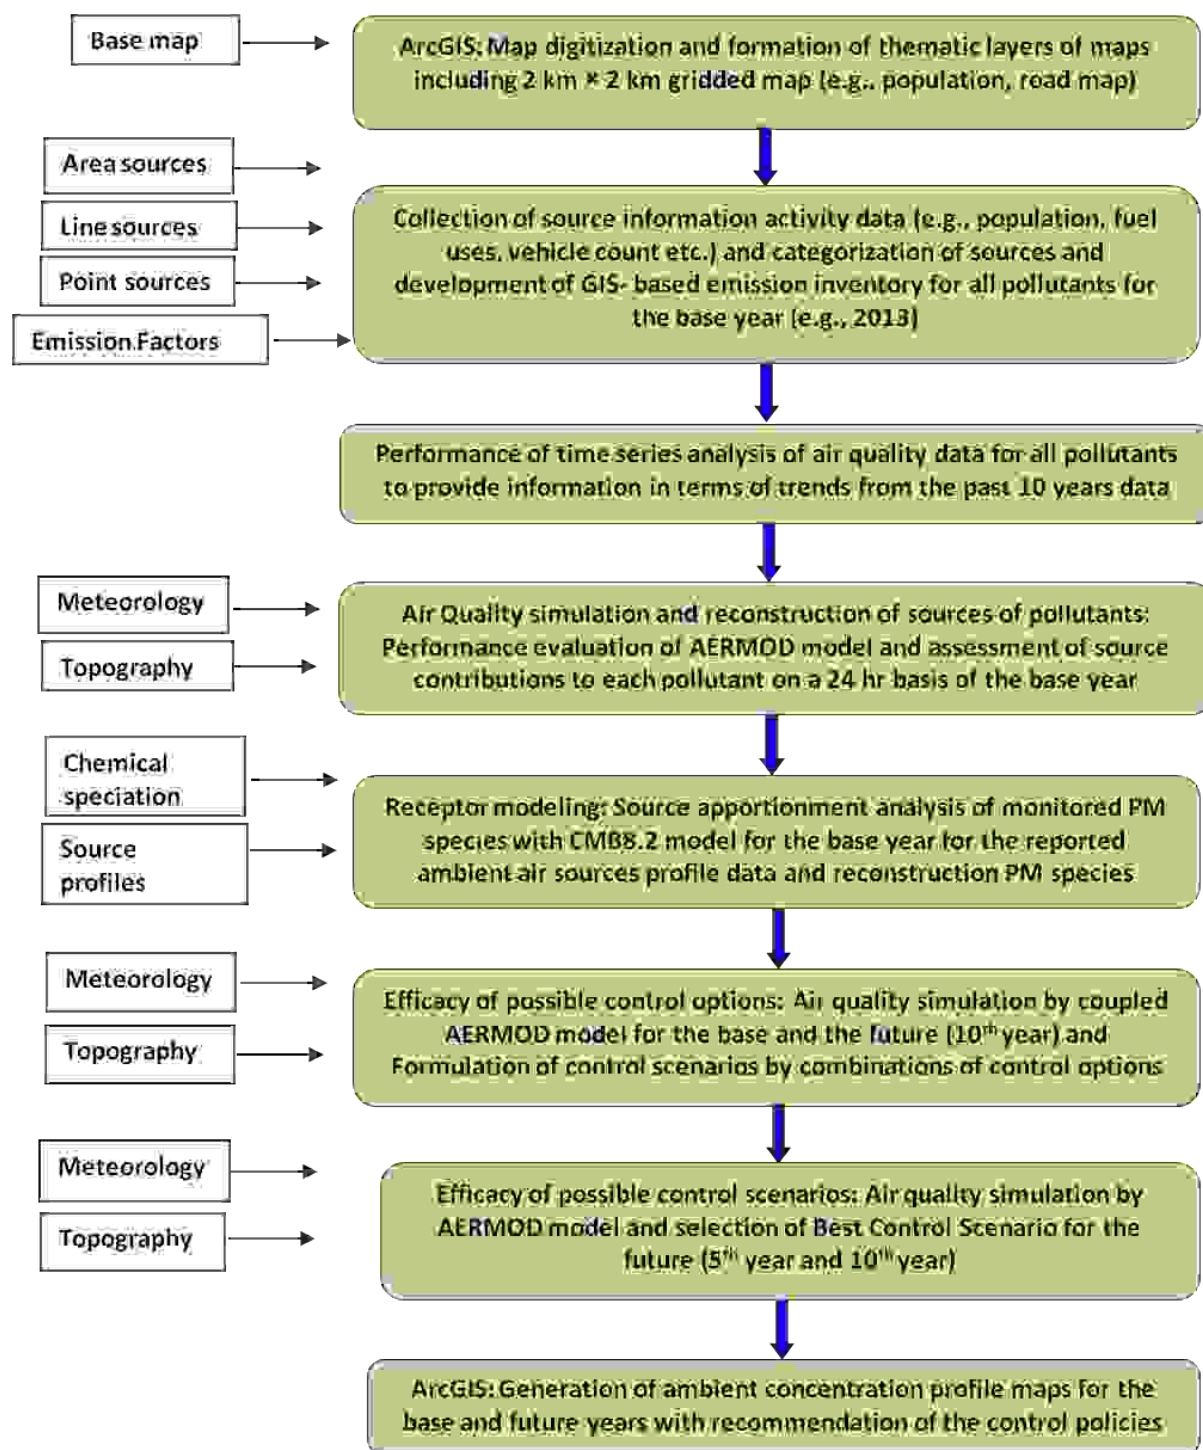 Base map
ArcGIS: Map digitization and formation of thematic layers of maps
including 2 km × 2 km gridded map (e.g., population, road map)
Area sources
Line sources
Point sources
Emission Factors
Collection of source information activity data (e.g., population, fuel
uses, vehicle count etc.) and categorization of sources and
development of GIS- based emission inventory for all pollutants for
the base year (e.g., 2013)
Performance of time series analysis of air quality data for all pollutants
to provide information in terms of trends from the past 10 years data
Meteorology
Topography
Air Quality simulation and reconstruction of sources of pollutants:
Performance evaluation of AERMOD model and assessment of source
contributions to each pollutant on a 24 hr basis of the base year
Chemical
speciation
Source
profiles
Receptor modeling: Source apportionment analysis of monitored PM
species with CMB8.2 model for the base year for the reported
ambient air sources profile data and reconstruction PM species
Meteorology
Topography
Efficacy of possible control options: Air quality simulation by coupled
AERMOD model for the base and the future (10th year) and
Formulation of control scenarios by combinations of control options
Meteorology
Topography
Efficacy of possible control scenarios: Air quality simulation by
AERMOD model and selection of Best Control Scenario for the
future (5th year and 10th year)
ArcGIS: Generation of ambient concentration profile maps for the
base and future years with recommendation of the control policies